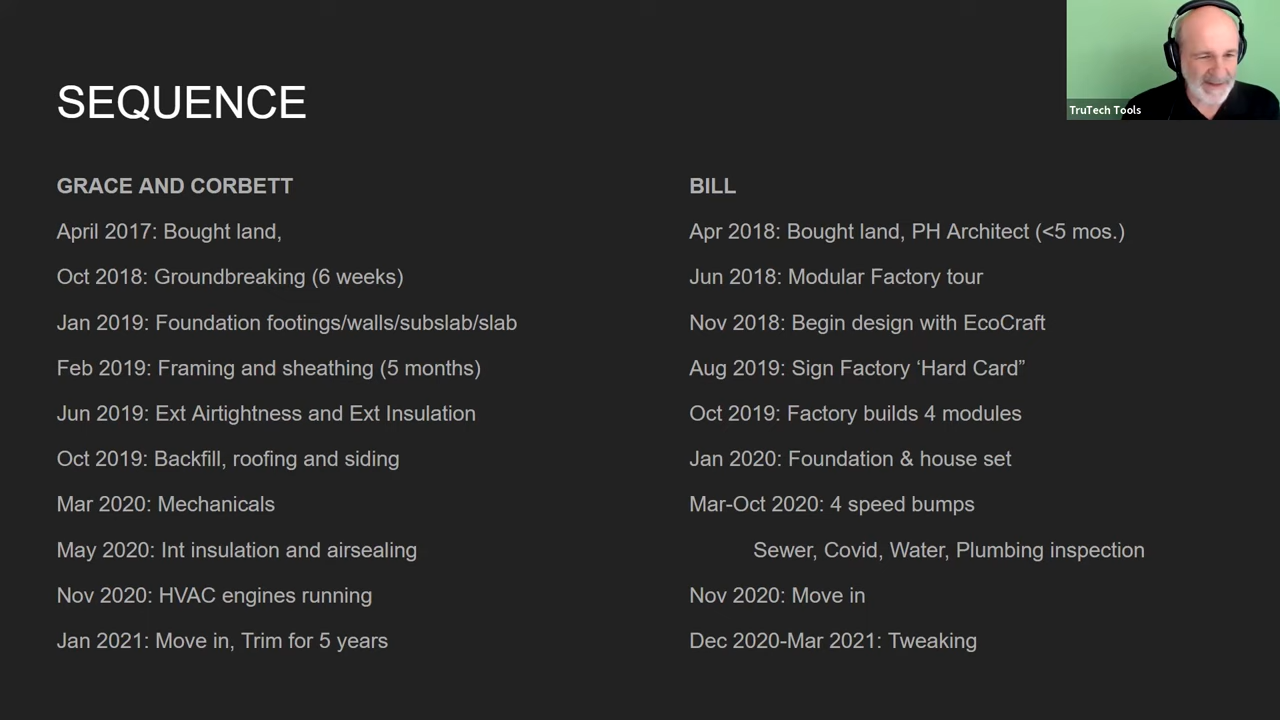 SEQUENCE
TruTech Tools
GRACE AND CORBETT
April 2017: Bought land,
Oct 2018: Groundbreaking (6 weeks)
Jan 2019: Foundation footings/walls/subslab/slab
Feb 2019: Framing and sheathing (5 months)
Jun 2019: Ext Airtightness and Ext Insulation
Oct 2019: Backfill, roofing and siding
Mar 2020: Mechanicals
May 2020: Int insulation and airsealing
Nov 2020: HVAC engines running
Jan 2021: Move in, Trim for 5 years
BILL
Apr 2018: Bought land, PH Architect (<5 mos.)
Jun 2018: Modular Factory tour
Nov 2018: Begin design with EcoCraft
Aug 2019: Sign Factory ‘Hard Card”
Oct 2019: Factory builds 4 modules
Jan 2020: Foundation & house set
Mar-Oct 2020: 4 speed bumps
Sewer, Covid, Water, Plumbing inspection
Nov 2020: Move in
Dec 2020-Mar 2021: Tweaking